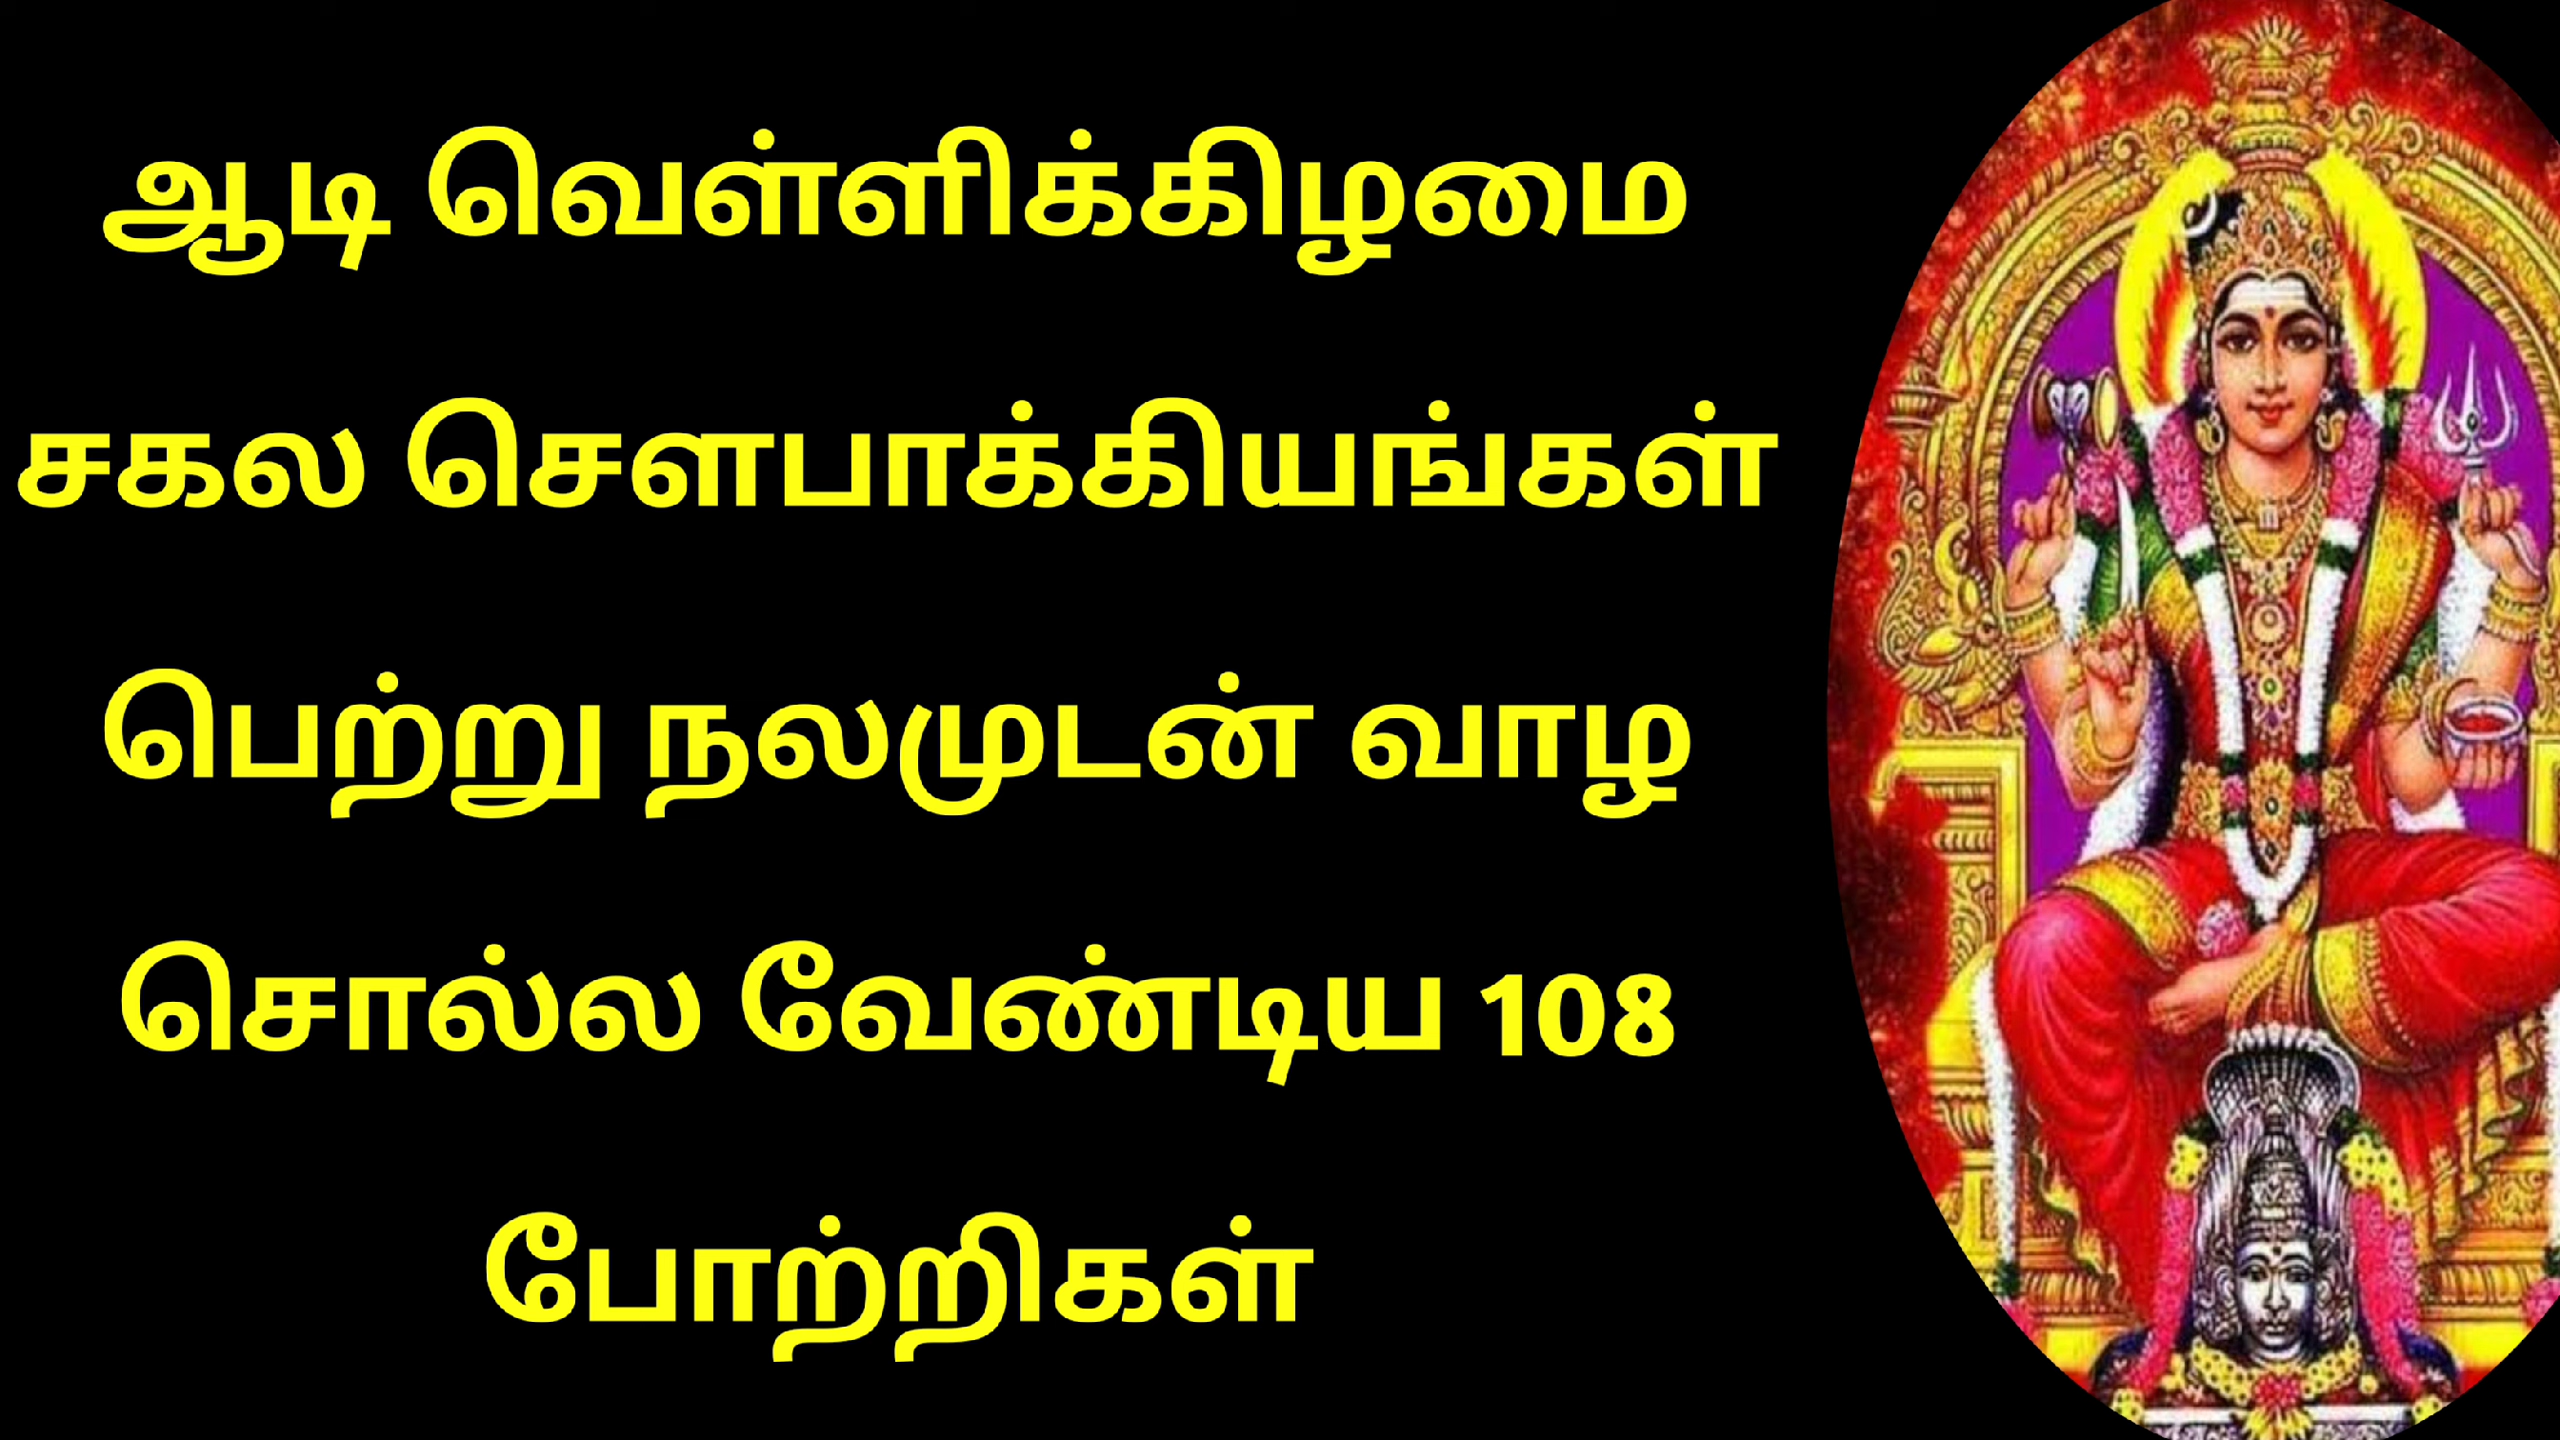 ஆடி வெள்ளிக்கிழமை
சகல சௌபாக்கியங்கள்
பெற்று நலமுடன் வாழ
சொல்ல வேண்டிய 108
போற்றிகள்